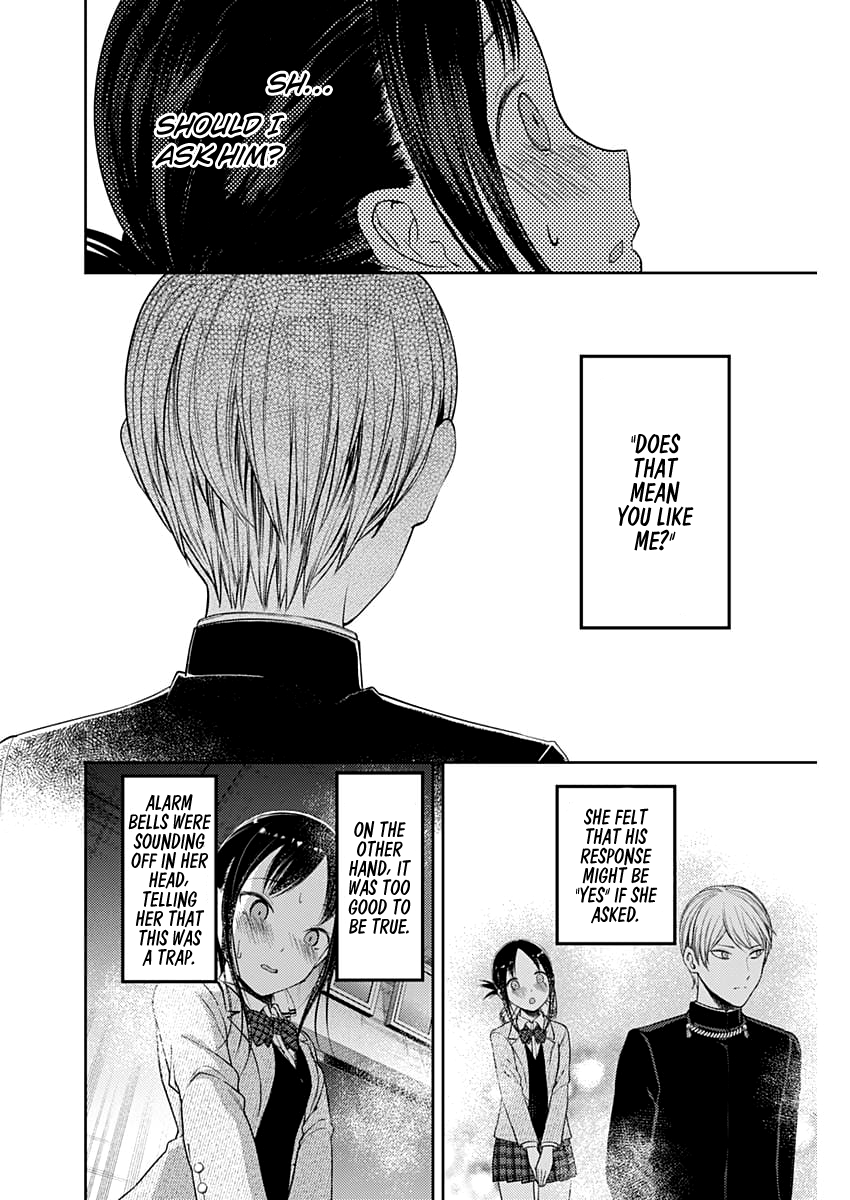 SH...
SHOULD I
ASK HIM?
"DOES
THAT
MEAN
YOU LIKE
ME?"
SHE FELT
THAT HIS
RESPONSE
MIGHT BE
"YES" IF SHE
ASKED.
ON THE
OTHER
HAND, IT
WAS TOO
GOOD TO
BE TRUE.
ALARM
BELLS WERE
SOUNDING
OFF IN HER
HEAD,
TELLING
HER THAT
THIS WAS
A TRAP.